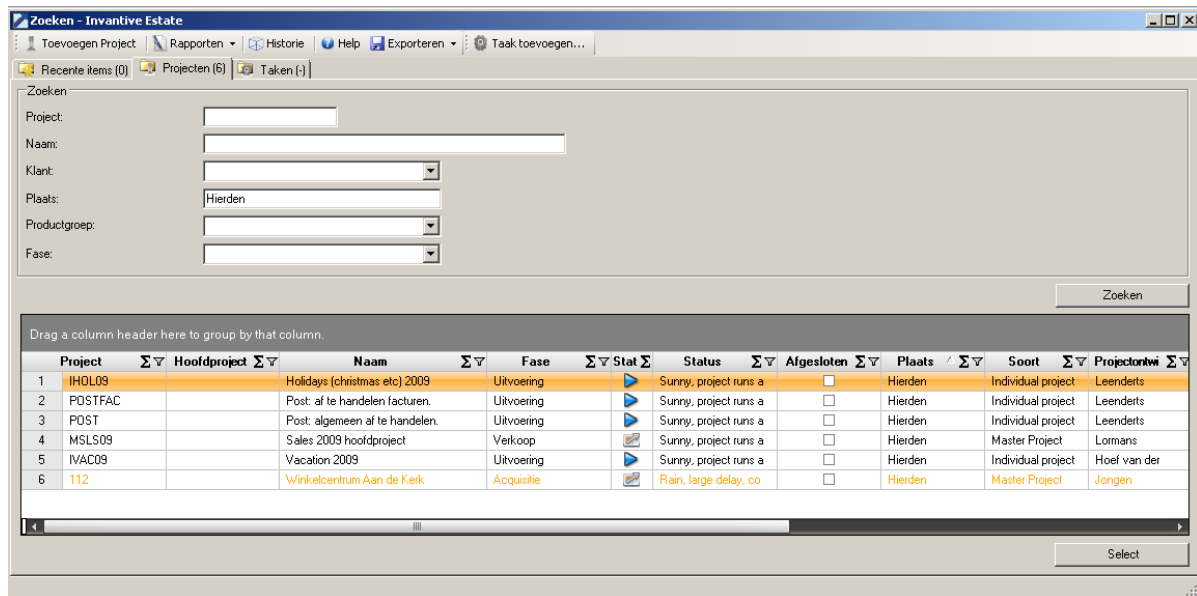 Zoeken - Invantive Estate
Toevoegen Project Rapporten Historie Help Exporteren Taak toevoegen...
Recente items (0) Projecten (6) Taken (-)
Zoeken
Project:
Naam:
Klant:
Plaats: Hierden
Productgroep:
Fase:
Zoeken
Drag a column header here to group by that column.
Project Σ Hoofdproject Σ Naam Σ Fase Σ Stat Σ Status Σ Afgesloten Σ Plaats Σ Soort Σ Projectontwi Σ
1 IHOL09 Holidays (christmas etc) 2009 Uitvoering Sunny, project runs a Hierden Individual project Leenderts
2 POSTFAC Post: af te handelen facturen. Uitvoering Sunny, project runs a Hierden Individual project Leenderts
3 POST Post: algemeen af te handelen. Uitvoering Sunny, project runs a Hierden Individual project Leenderts
4 MSLS09 Sales 2009 hoofdproject Verkoop Sunny, project runs a Hierden Master Project Lormans
5 IVAC09 Vacation 2009 Uitvoering Sunny, project runs a Hierden Individual project Hoef van der
6 112 Winkelcentrum Aan de Kerk Acquisitie Rain, large delay, co Hierden Master Project Jongen
Select